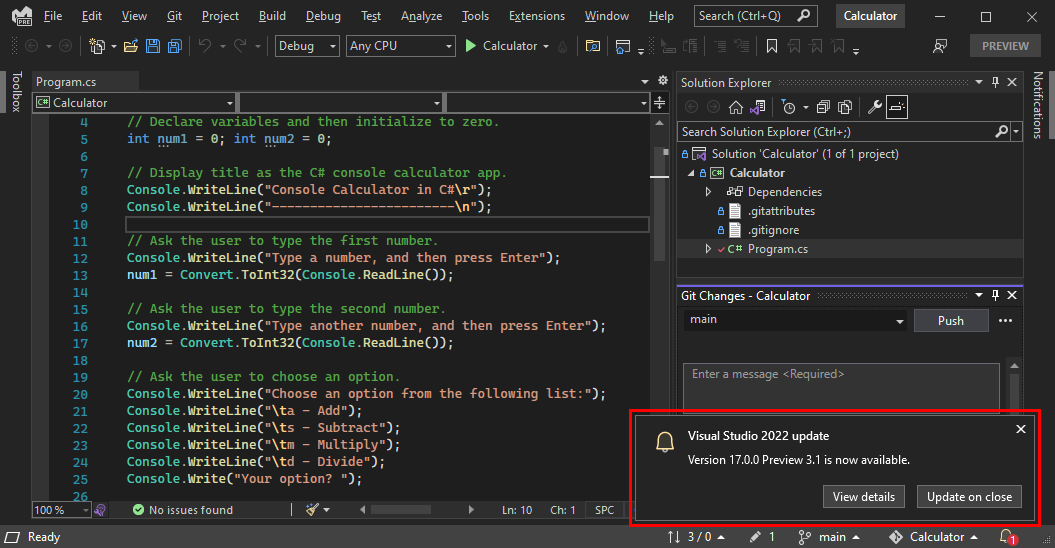 File Edit View Git Project Build Debug Test Analyze Tools Extensions Window Help Search (Ctrl+Q) Calculator
PRE
Debug Any CPU Calculator PREVIEW
Toolbox
Program.cs
C# Calculator
4 // Declare variables and then initialize to zero.
5 int num1 = 0; int num2 = 0;
6
7 // Display title as the C# console calculator app.
8 Console.WriteLine("Console Calculator in C#\r");
9 Console.WriteLine("------------------------\n");
10
11 // Ask the user to type the first number.
12 Console.WriteLine("Type a number, and then press Enter");
13 num1 = Convert.ToInt32(Console.ReadLine());
14
15 // Ask the user to type the second number.
16 Console.WriteLine("Type another number, and then press Enter");
17 num2 = Convert.ToInt32(Console.ReadLine());
18
19 // Ask the user to choose an option.
20 Console.WriteLine("Choose an option from the following list:");
21 Console.WriteLine("\ta - Add");
22 Console.WriteLine("\ts - Subtract");
23 Console.WriteLine("\tm - Multiply");
24 Console.WriteLine("\td - Divide");
25 Console.Write("Your option? ");
26
100 % No issues found Ln: 10 Ch: 1 SPC
Solution Explorer
Search Solution Explorer (Ctrl+;)
Solution 'Calculator' (1 of 1 project)
C# Calculator
Dependencies
.gitattributes
.gitignore
C# Program.cs
Notifications
Git Changes - Calculator
main Push
Enter a message <Required>
Visual Studio 2022 update
Version 17.0.0 Preview 3.1 is now available.
View details Update on close
Ready 3 / 0 1 main Calculator 1